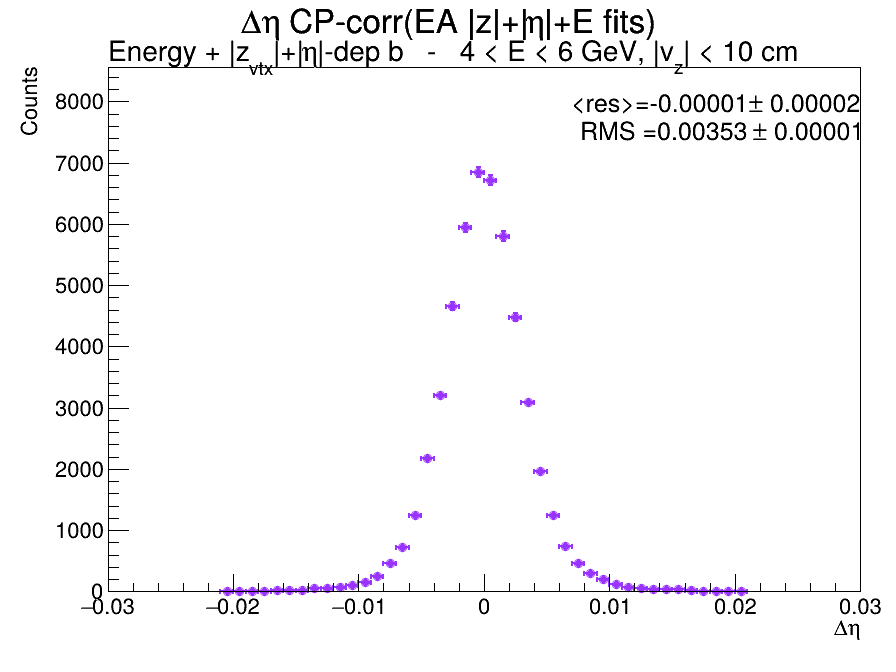 Δη CP-corr(EA |z|+|η|+E fits)
Energy + |z_vtx|+|η|-dep b - 4 < E < 6 GeV, |v_z| < 10 cm
Counts
<res>=-0.00001± 0.00002
RMS =0.00353± 0.00001
8000
7000
6000
5000
4000
3000
2000
1000
0
−0.03 −0.02 −0.01 0 0.01 0.02 0.03
Δη